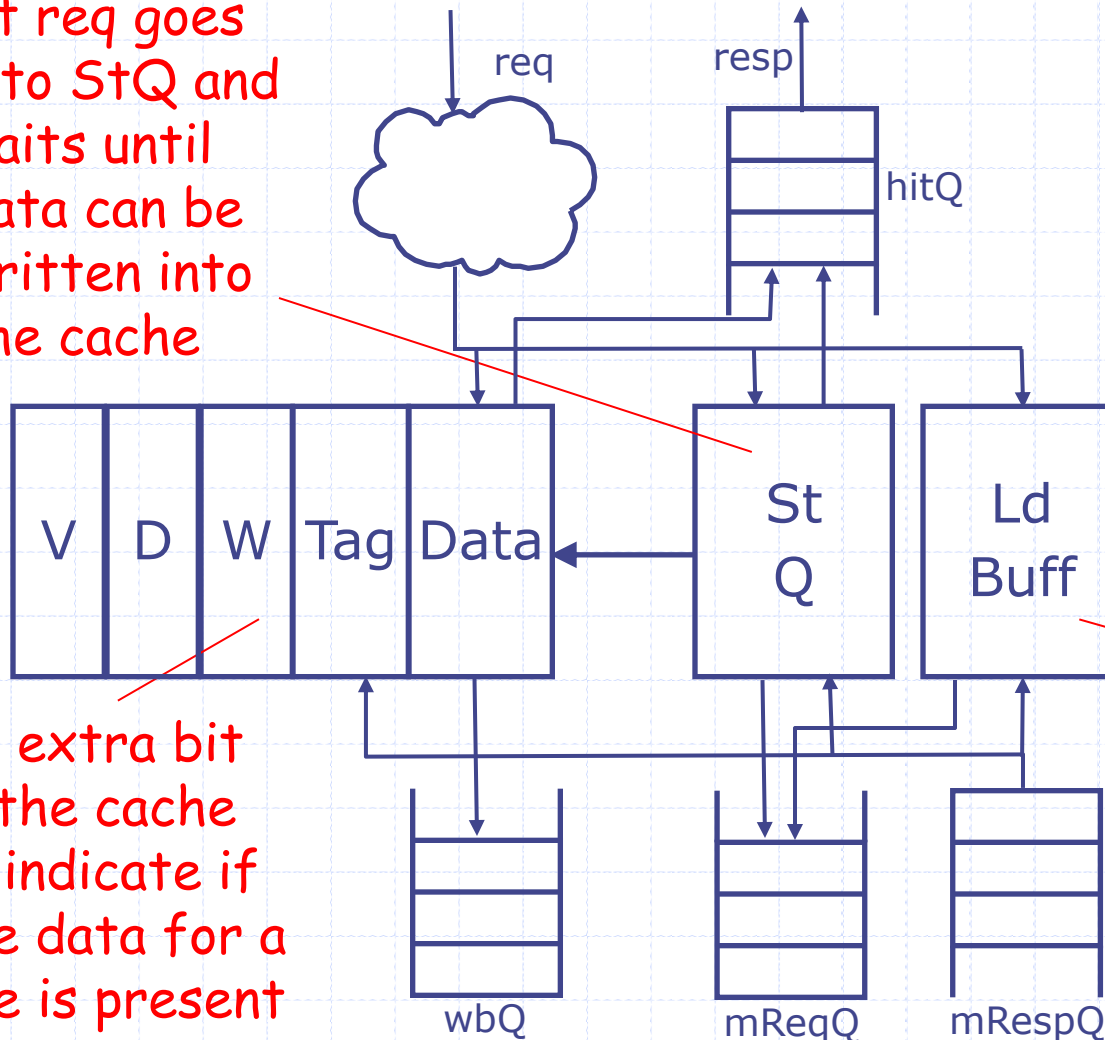 t req goes
to StQ and
aits until
ata can be
ritten into
he cache
req
resp
hitQ
V D W Tag Data
St
Q
Ld
Buff
extra bit
the cache
indicate if
e data for a
e is present
wbQ
mReqQ
mRespQ